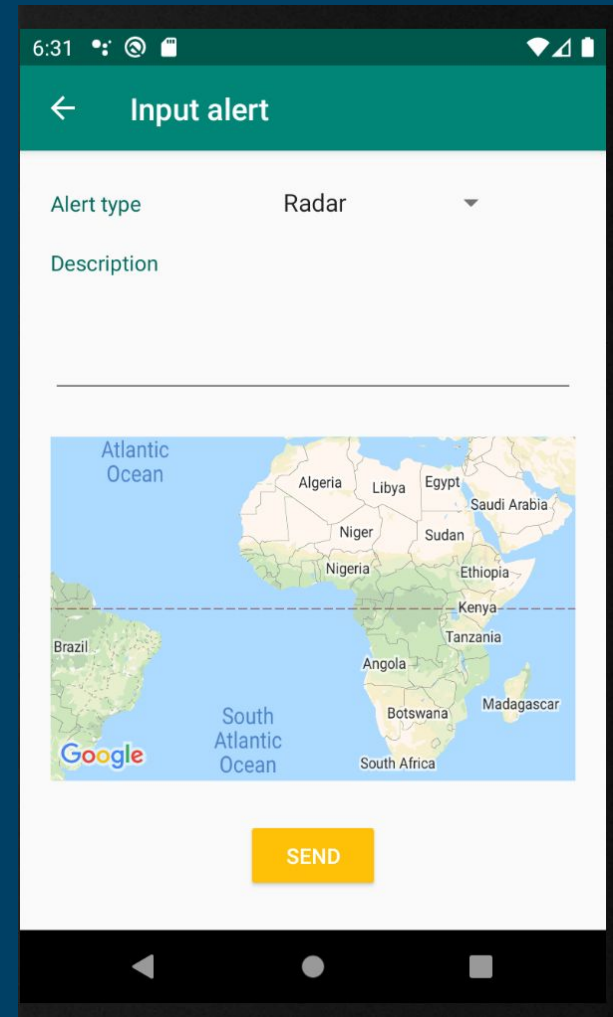 6:31
Input alert
Alert type Radar
Description
Atlantic
Ocean
Algeria
Libya
Egypt
Saudi Arabia
Niger
Sudan
Nigeria
Ethiopia
Kenya
Brazil
Tanzania
Angola
Botswana
Madagascar
South
Atlantic
Ocean
South Africa
Google
SEND